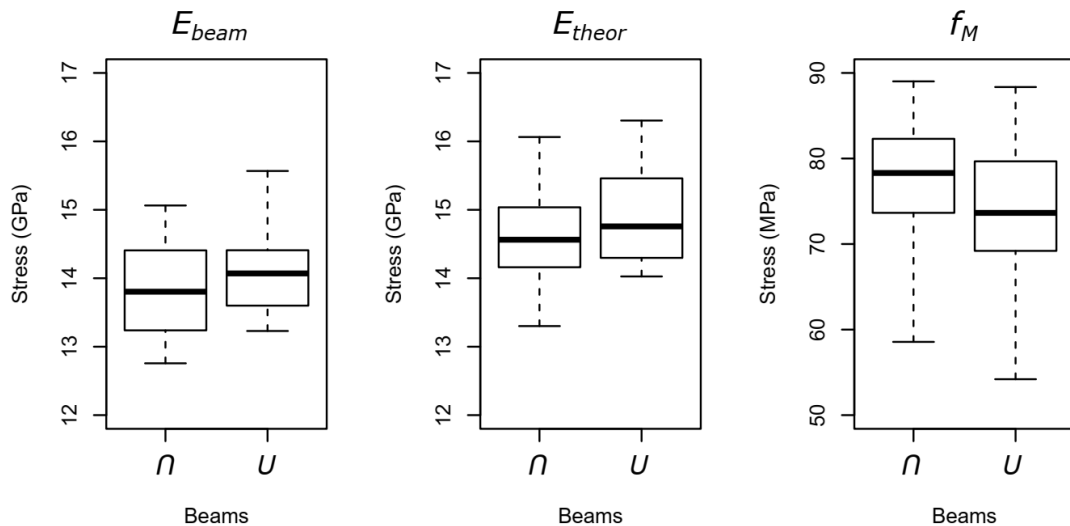 E_beam
17
16
15
14
13
12
Stress (GPa)
∩ U
Beams
E_theor
17
16
15
14
13
12
Stress (GPa)
∩ U
Beams
f_M
90
80
70
60
50
Stress (MPa)
∩ U
Beams